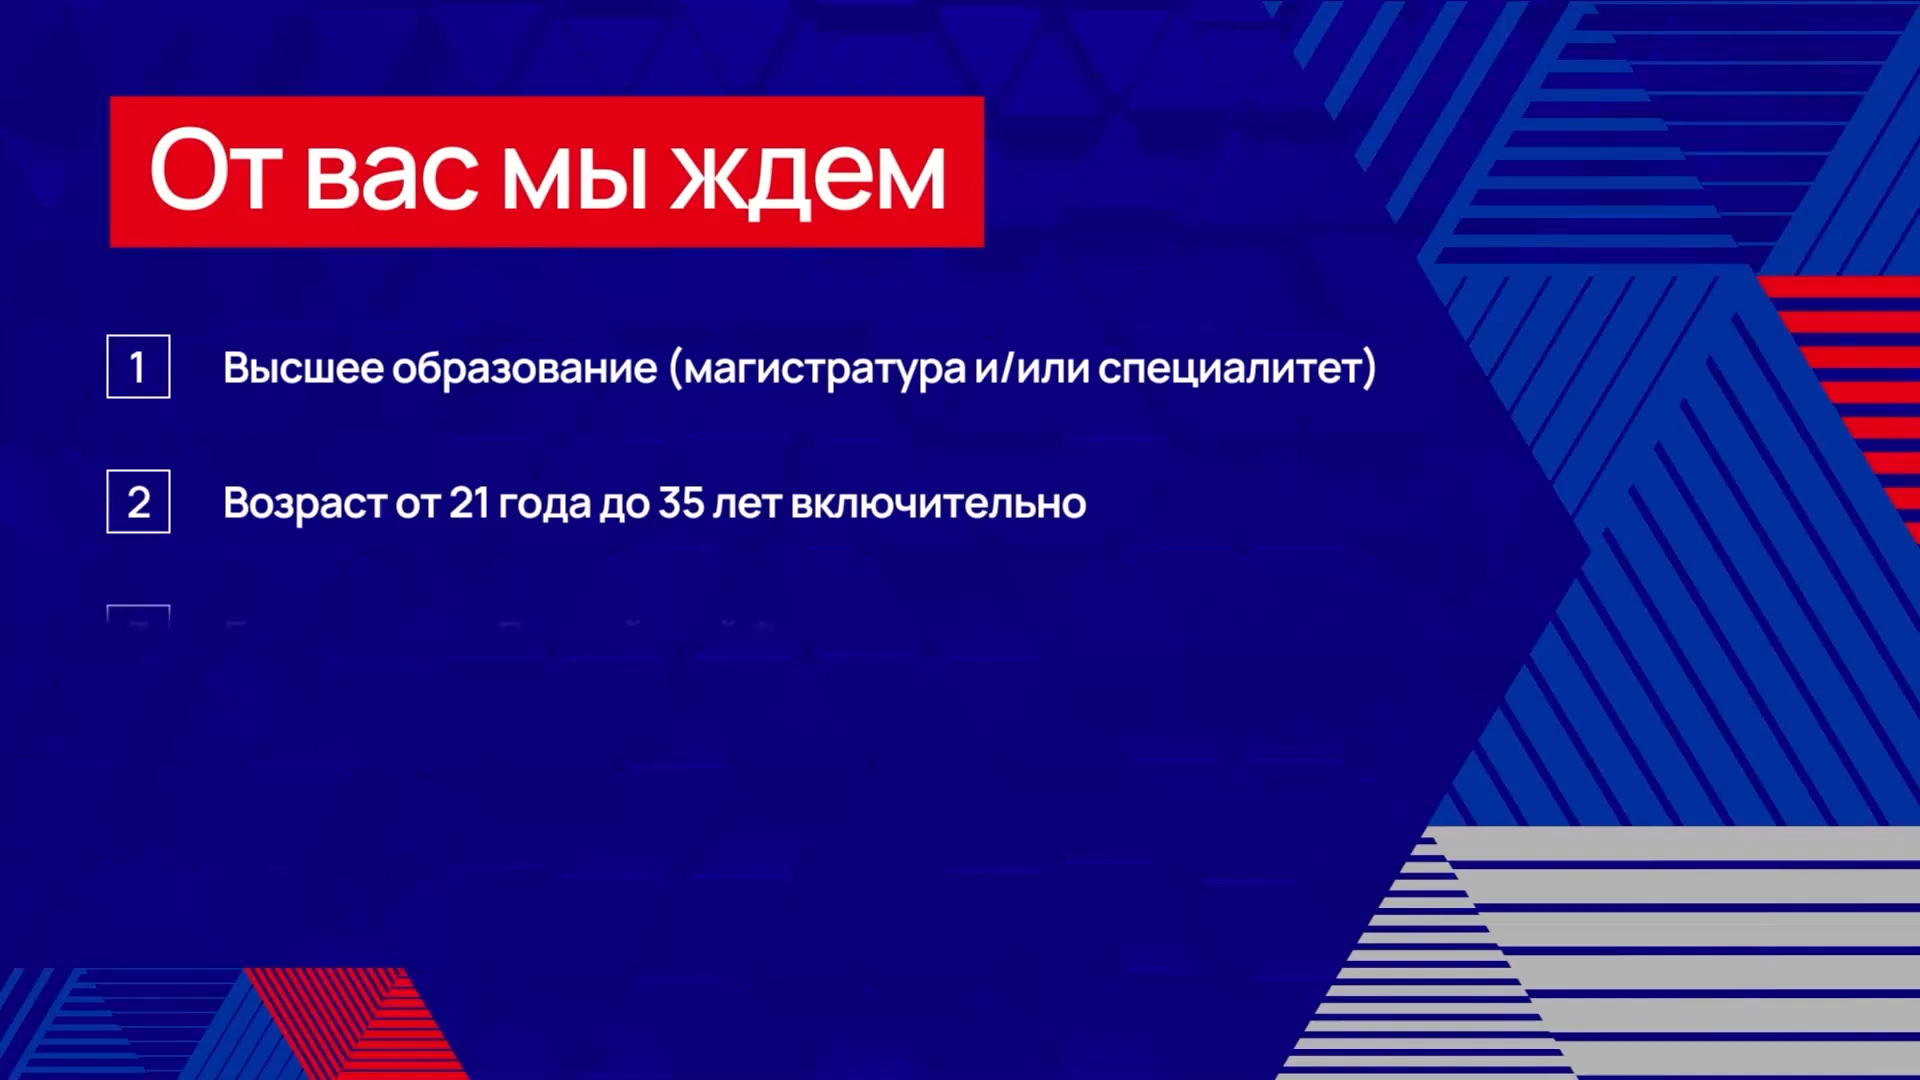 От вас мы ждем
1 Высшее образование (магистратура и/или специалитет)
2 Возраст от 21 года до 35 лет включительно